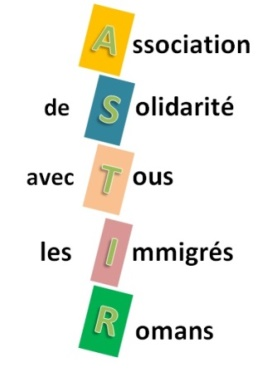 Association
de Solidarité
avec Tous
les Immigrés
Romans